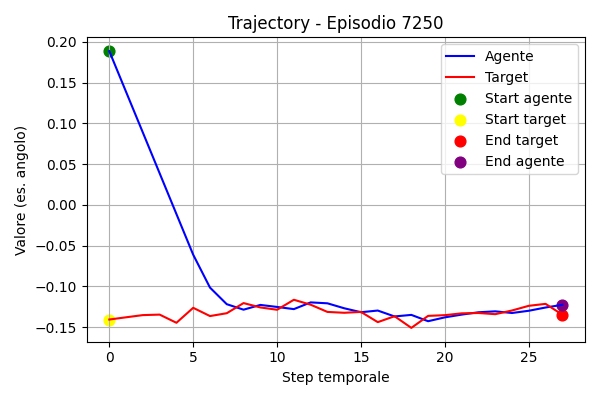 Trajectory - Episodio 7250
Valore (es. angolo)
0.20
0.15
0.10
0.05
0.00
−0.05
−0.10
−0.15
0
5
10
15
20
25
Step temporale
Agente
Target
Start agente
Start target
End target
End agente